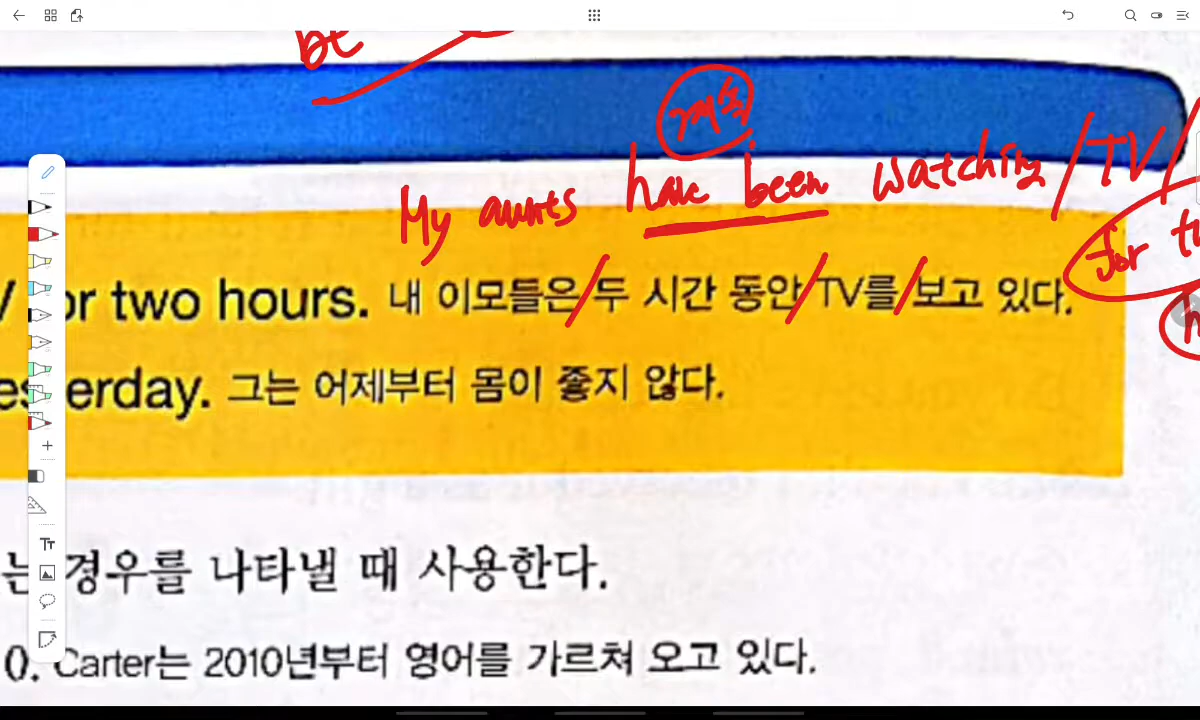 be
계속
My aunts have been watching / TV /
for
or two hours. 내 이모들은/두 시간 동안/TV를/보고 있다.
erday. 그는 어제부터 몸이 좋지 않다.
는 경우를 나타낼 때 사용한다.
0. Carter는 2010년부터 영어를 가르쳐 오고 있다.